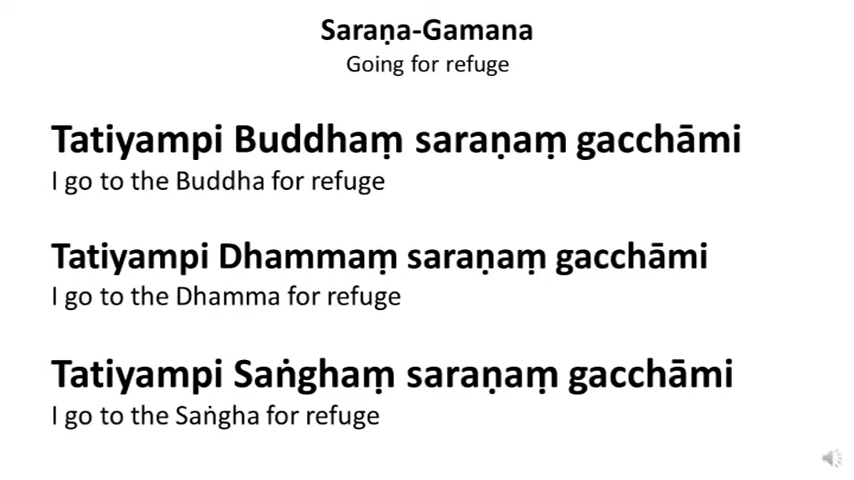 Saraṇa-Gamana
Going for refuge
Tatiyampi Buddhaṃ saraṇaṃ gacchāmi
I go to the Buddha for refuge
Tatiyampi Dhammaṃ saraṇaṃ gacchāmi
I go to the Dhamma for refuge
Tatiyampi Saṅghaṃ saraṇaṃ gacchāmi
I go to the Saṅgha for refuge